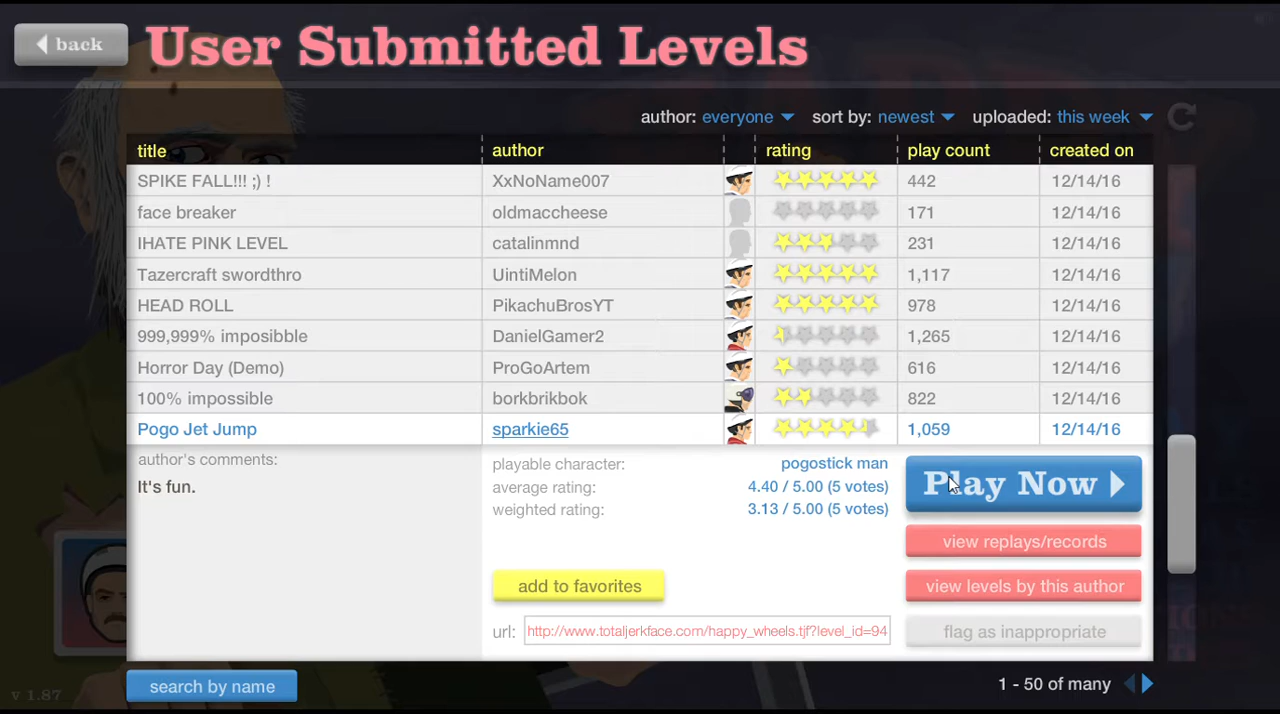 back
User Submitted Levels
author: everyone sort by: newest uploaded: this week
title author rating play count created on
SPIKE FALL!!! ;) ! XxNoName007 442 12/14/16
face breaker oldmaccheese 171 12/14/16
IHATE PINK LEVEL catalinmnd 231 12/14/16
Tazercraft swordthro UintiMelon 1,117 12/14/16
HEAD ROLL PikachuBrosYT 978 12/14/16
999,999% imposibble DanielGamer2 1,265 12/14/16
Horror Day (Demo) ProGoArtem 616 12/14/16
100% impossible borkbrikbok 822 12/14/16
Pogo Jet Jump sparkie65 1,059 12/14/16
author's comments:
It's fun.
playable character: pogostick man
average rating: 4.40 / 5.00 (5 votes)
weighted rating: 3.13 / 5.00 (5 votes)
add to favorites
url: http://www.totaljerkface.com/happy_wheels.tjf?level_id=94
Play Now
view replays/records
view levels by this author
flag as inappropriate
v 1.87
search by name
1 - 50 of many